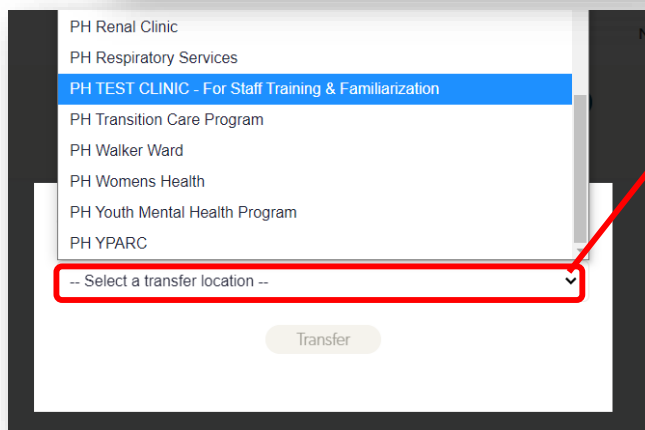 PH Renal Clinic
PH Respiratory Services
PH TEST CLINIC - For Staff Training & Familiarization
PH Transition Care Program
PH Walker Ward
PH Womens Health
PH Youth Mental Health Program
PH YPARC
-- Select a transfer location --
Transfer